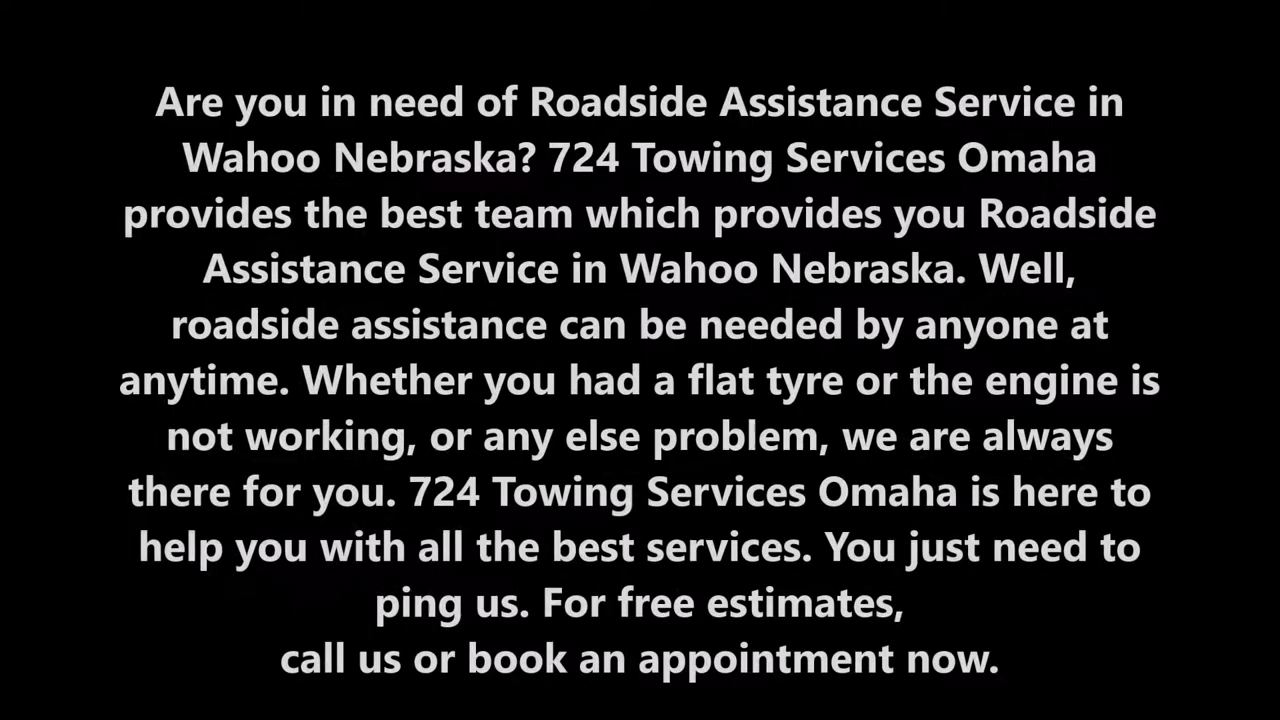 Are you in need of Roadside Assistance Service in
Wahoo Nebraska? 724 Towing Services Omaha
provides the best team which provides you Roadside
Assistance Service in Wahoo Nebraska. Well,
roadside assistance can be needed by anyone at
anytime. Whether you had a flat tyre or the engine is
not working, or any else problem, we are always
there for you. 724 Towing Services Omaha is here to
help you with all the best services. You just need to
ping us. For free estimates,
call us or book an appointment now.